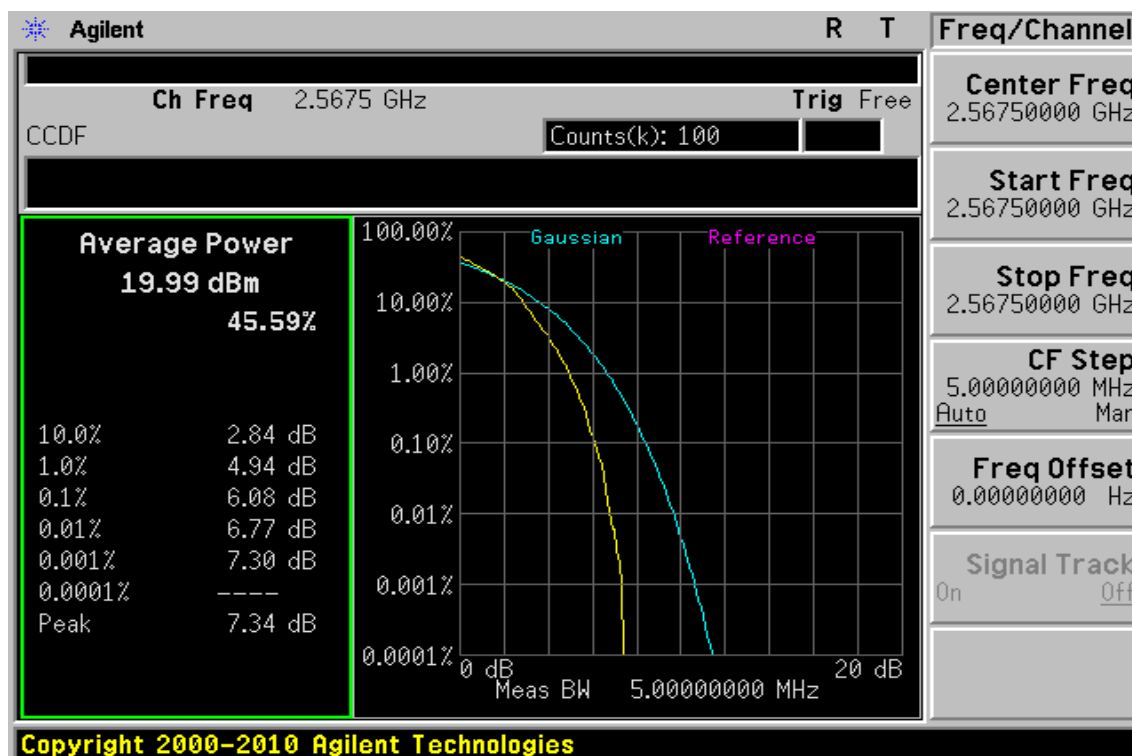 Agilent R T Freq/Channel
Ch Freq 2.5675 GHz Trig Free
CCDF Counts(k): 100
Average Power
19.99 dBm
45.59%
10.0% 2.84 dB
1.0% 4.94 dB
0.1% 6.08 dB
0.01% 6.77 dB
0.001% 7.30 dB
0.0001% ----
Peak 7.34 dB
Gaussian Reference
100.00%
10.00%
1.00%
0.10%
0.01%
0.001%
0.0001%
0 dB 20 dB
Meas BW 5.00000000 MHz
Center Freq
2.56750000 GHz
Start Freq
2.56750000 GHz
Stop Freq
2.56750000 GHz
CF Step
5.00000000 MHz
Auto Man
Freq Offset
0.00000000 Hz
Signal Track
On Off
Copyright 2000-2010 Agilent Technologies